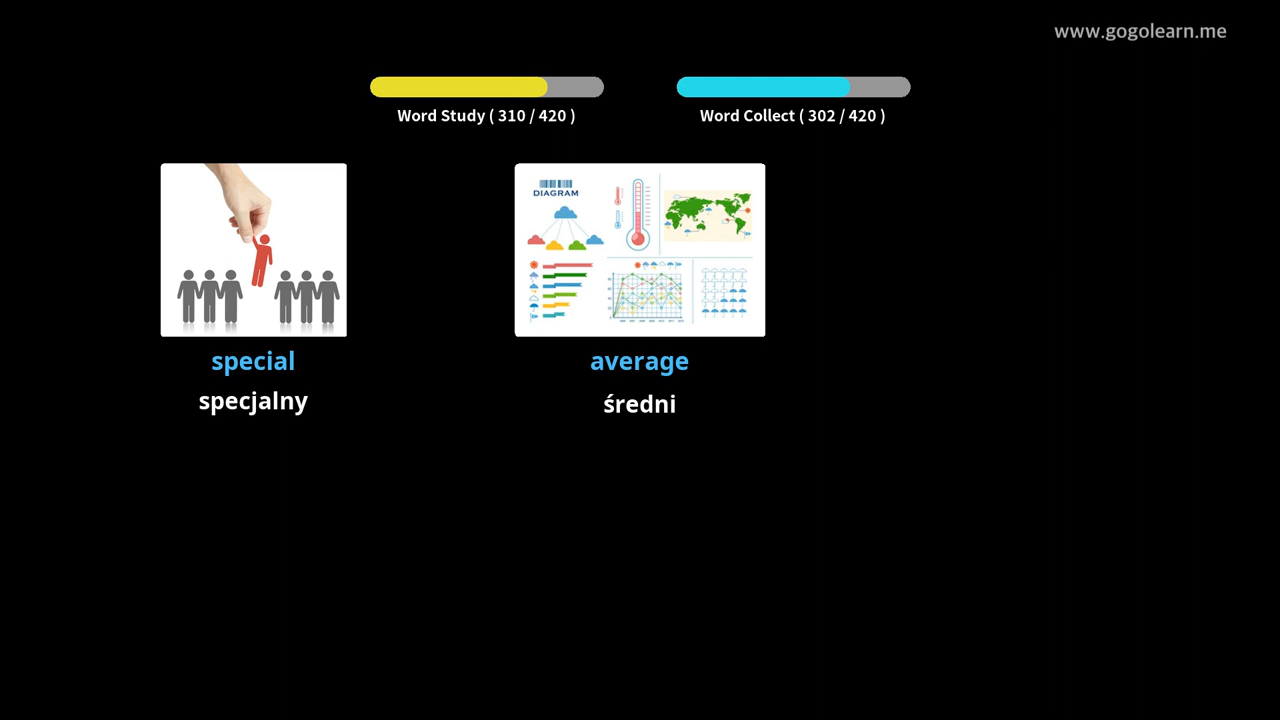 www.gogolearn.me
Word Study ( 310 / 420 )
Word Collect ( 302 / 420 )
DIAGRAM
special
average
specjalny
średni